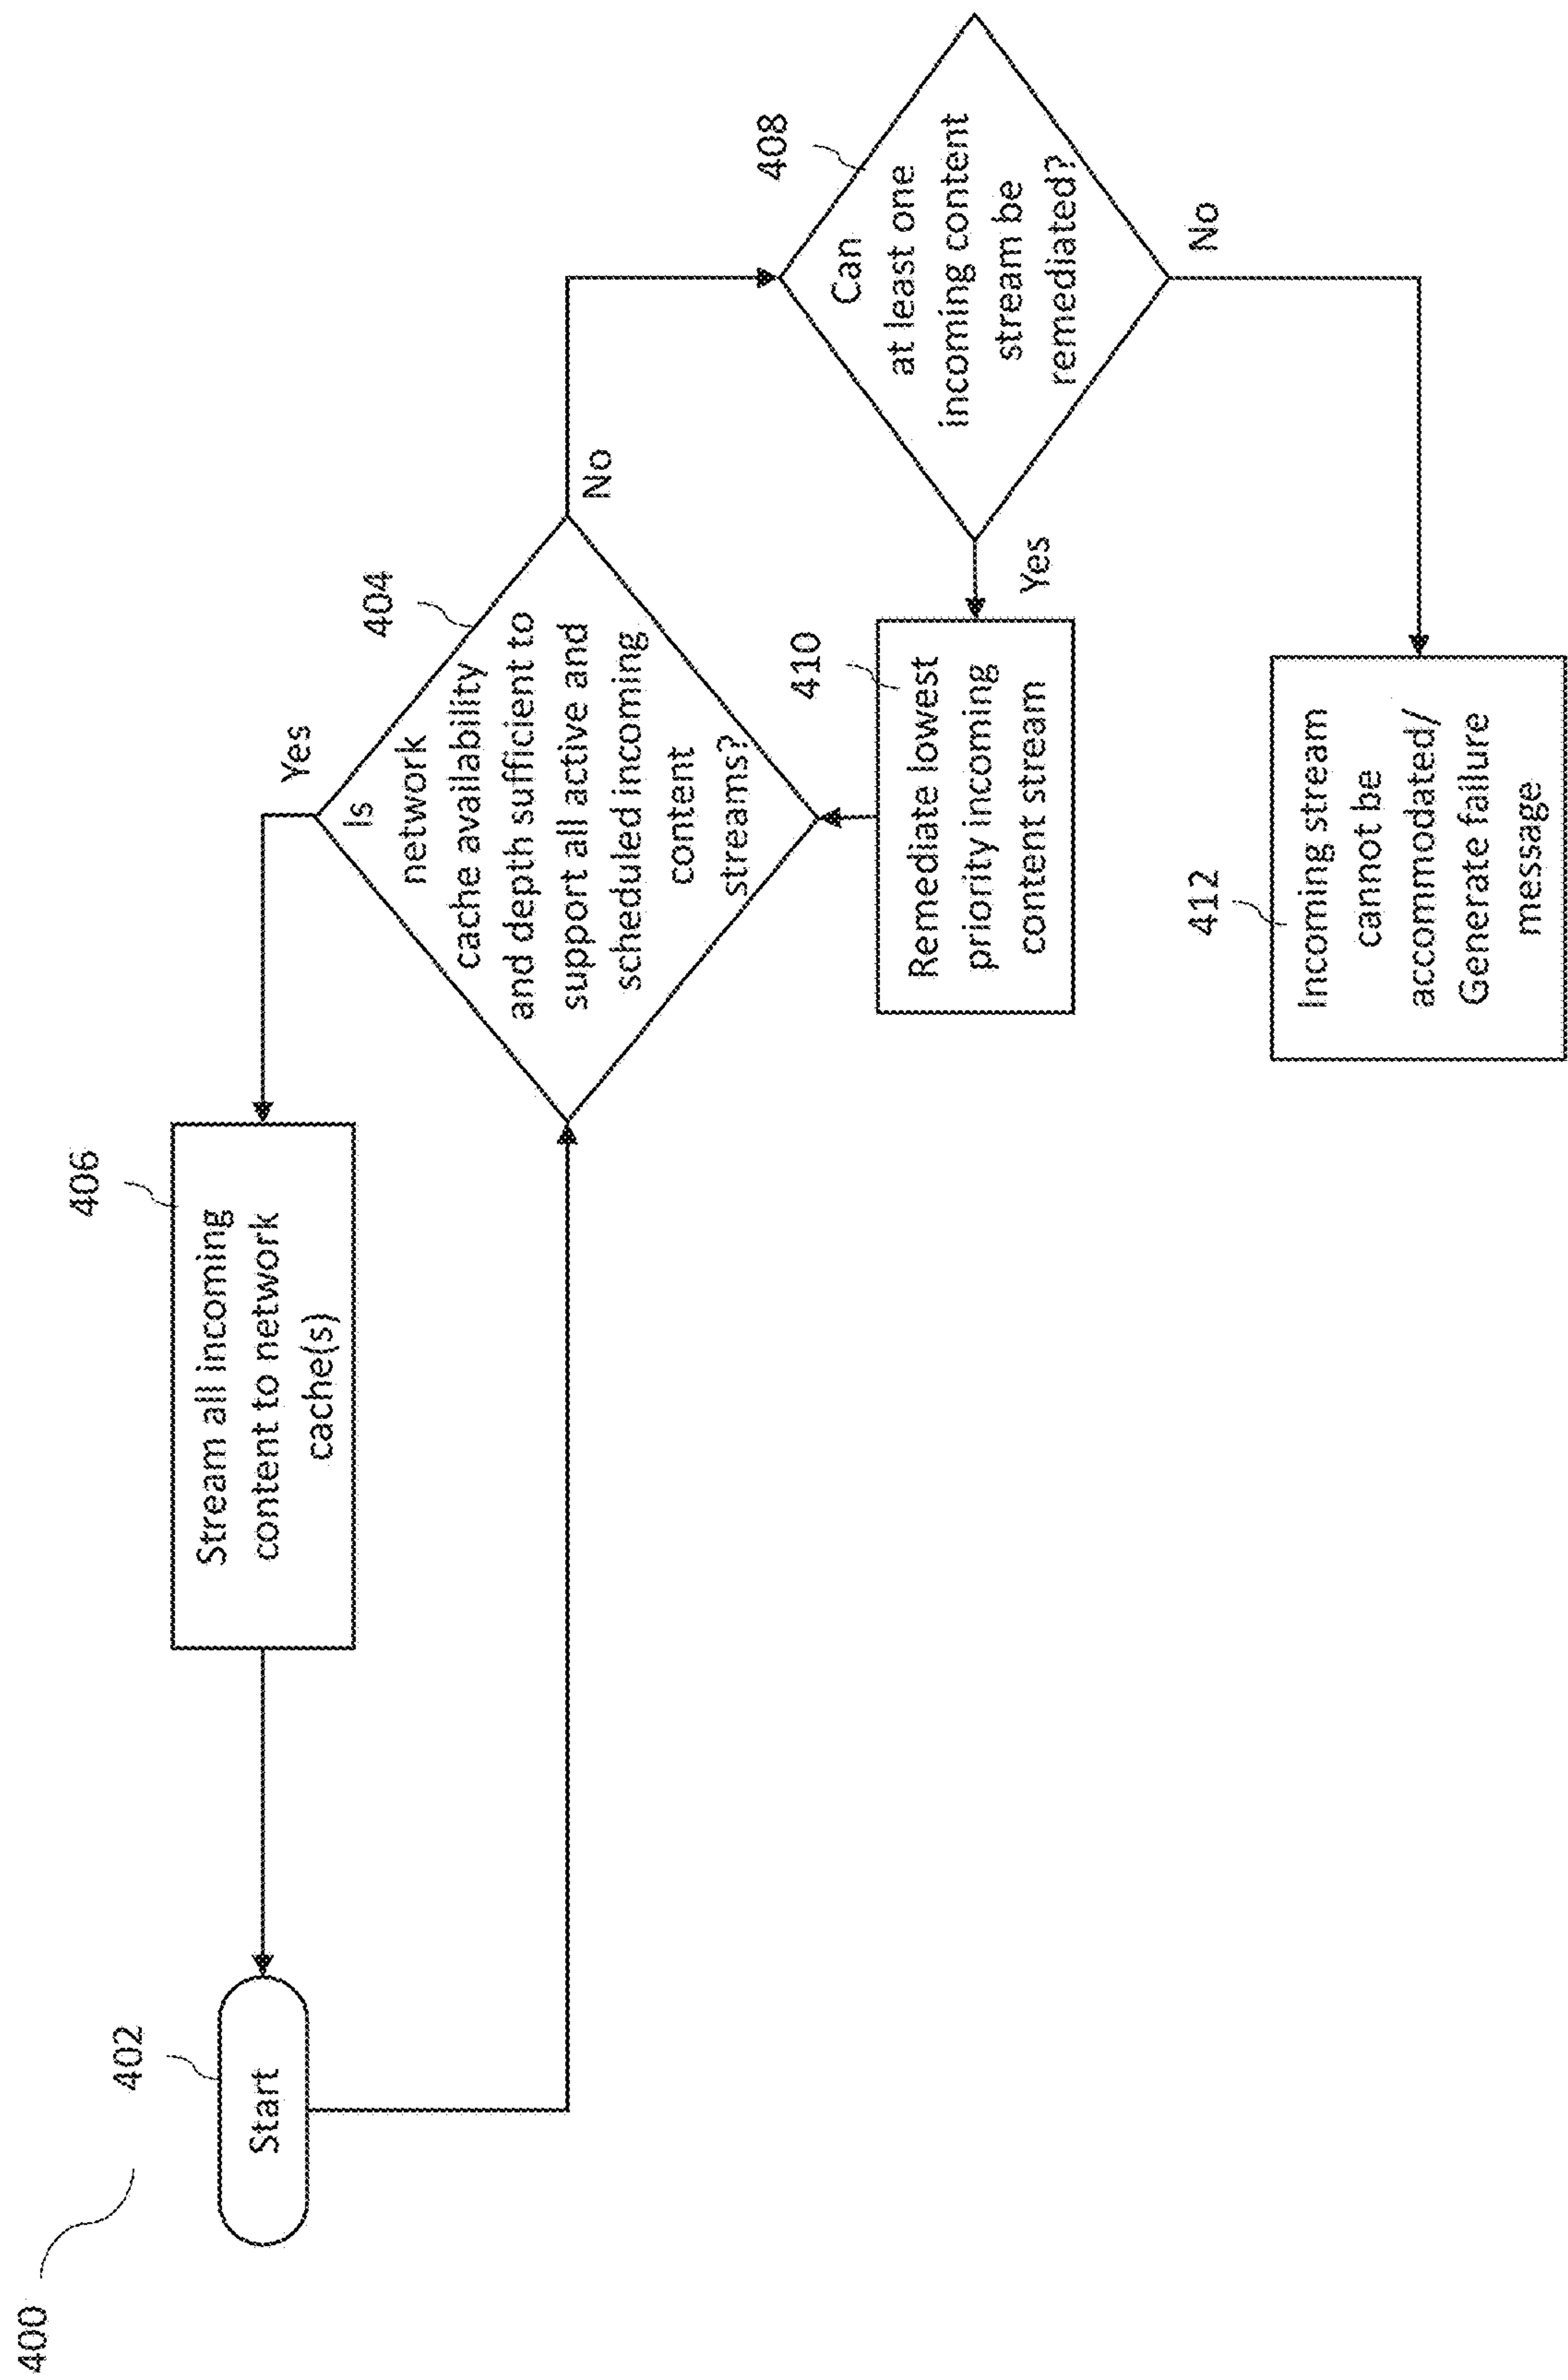 400
402
Start
406
Stream all incoming
content to network
cache(s)
Yes
404
Is
network
cache availability
and depth sufficient to
support all active and
scheduled incoming
content
streams?
No
408
Can
at least one
incoming content
stream be
remediated?
Yes
No
410
Remediate lowest
priority incoming
content stream
412
Incoming stream
cannot be
accommodated/
Generate failure
message